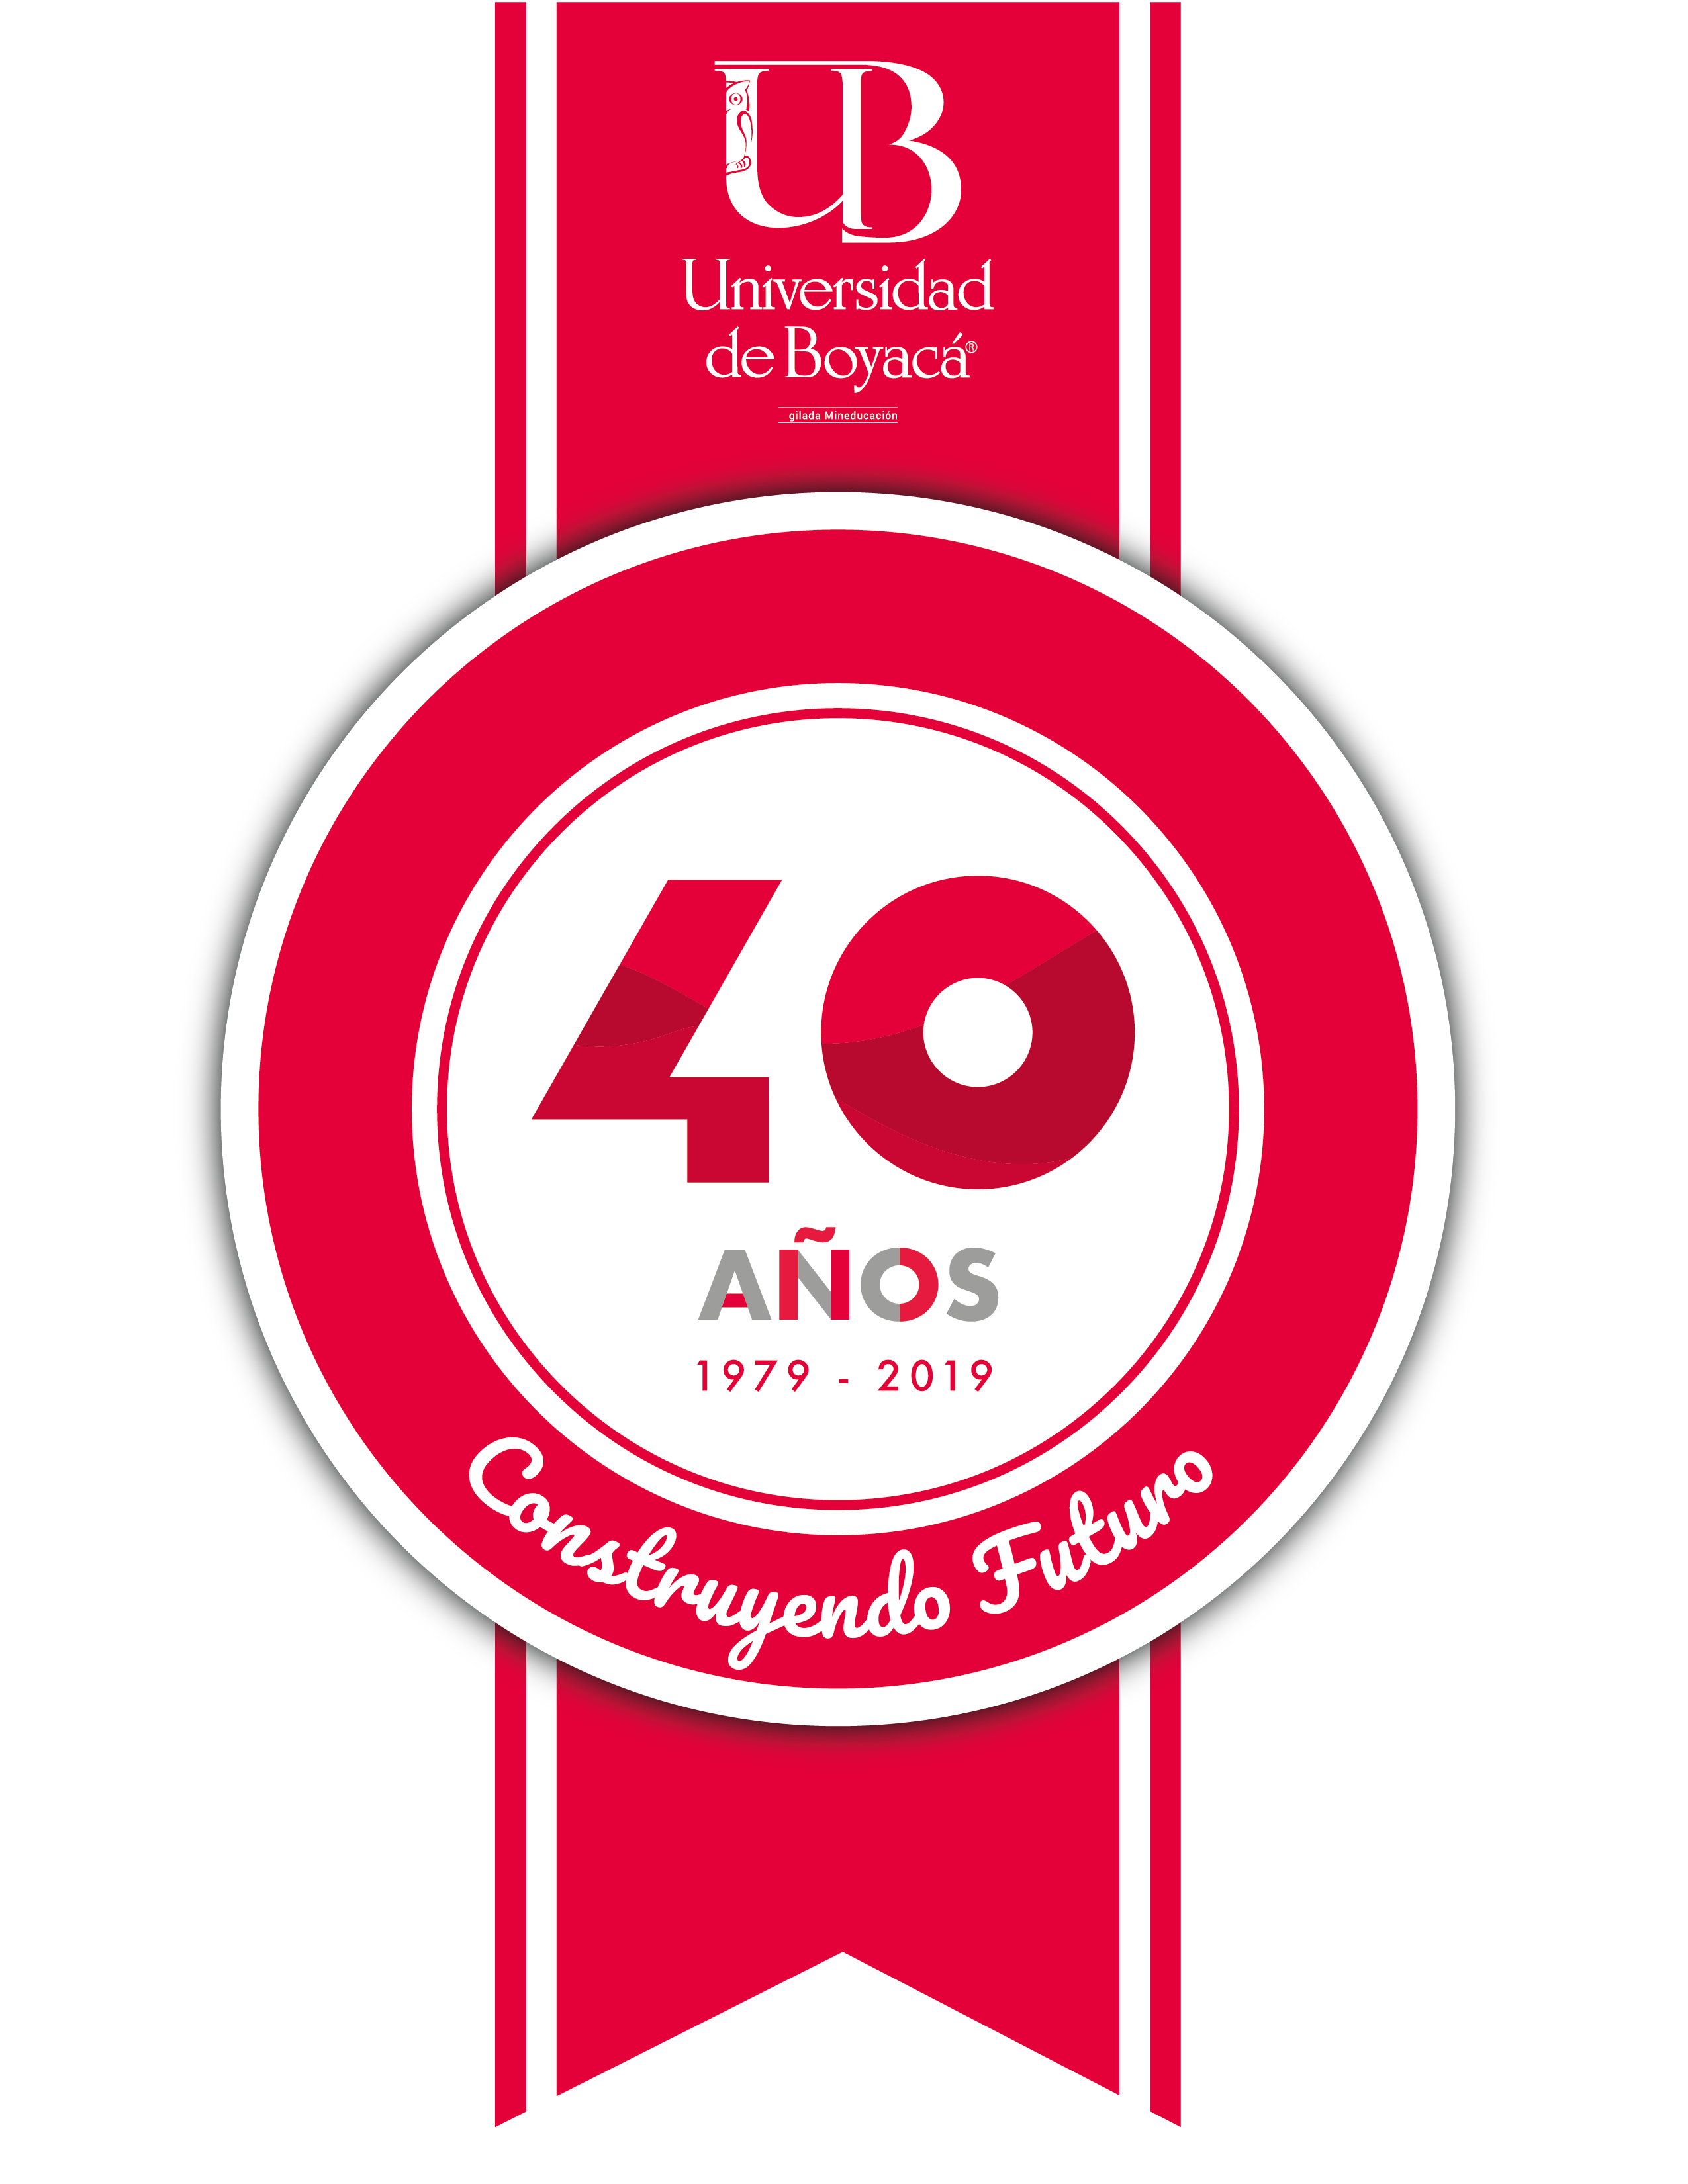 UB
Universidad
de Boyacá®
gilada Mineducación
40
AÑOS
1979 - 2019
Construyendo Futuro